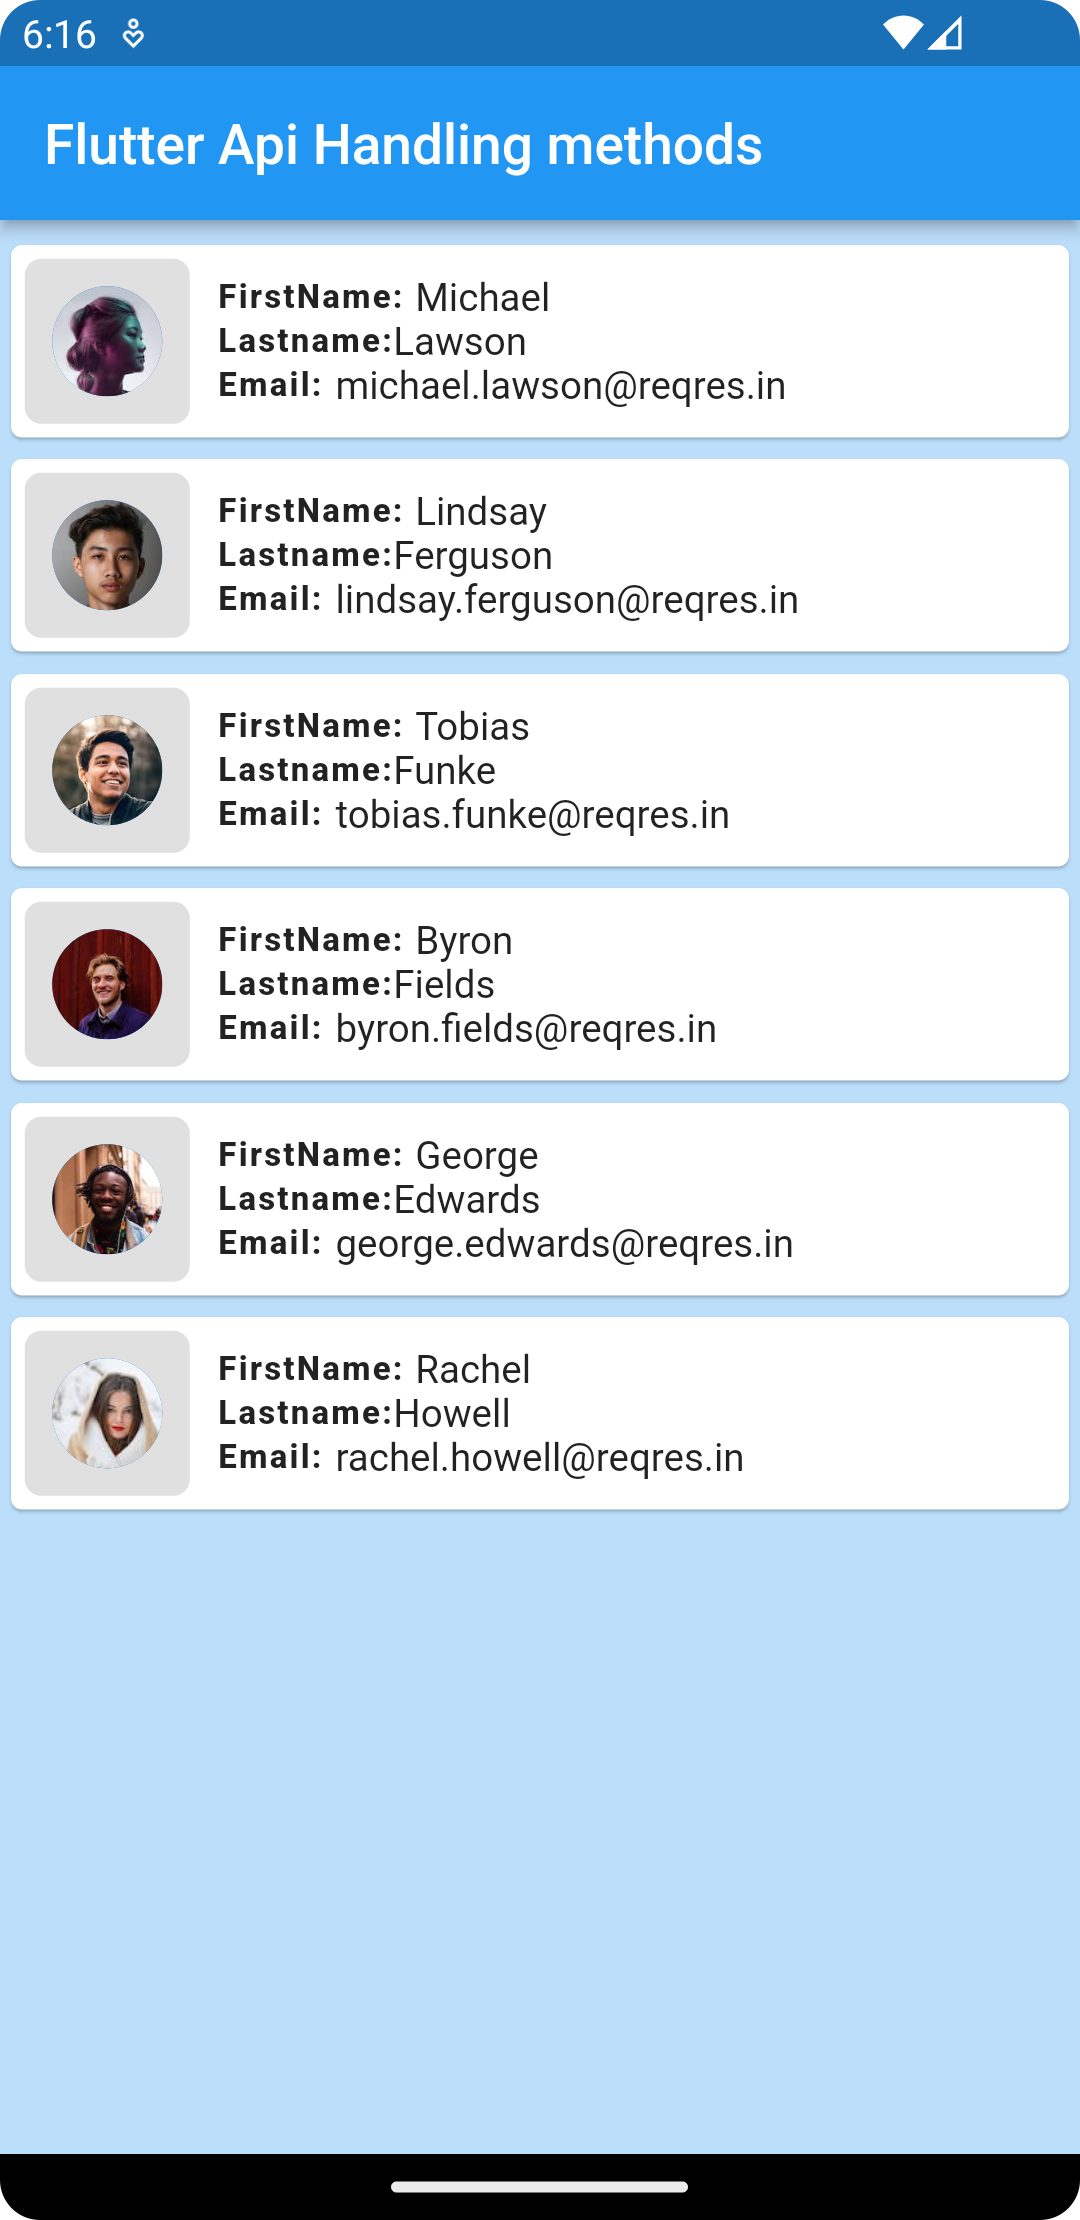 6:16
Flutter Api Handling methods
FirstName: Michael
Lastname:Lawson
Email: michael.lawson@reqres.in
FirstName: Lindsay
Lastname:Ferguson
Email: lindsay.ferguson@reqres.in
FirstName: Tobias
Lastname:Funke
Email: tobias.funke@reqres.in
FirstName: Byron
Lastname:Fields
Email: byron.fields@reqres.in
FirstName: George
Lastname:Edwards
Email: george.edwards@reqres.in
FirstName: Rachel
Lastname:Howell
Email: rachel.howell@reqres.in